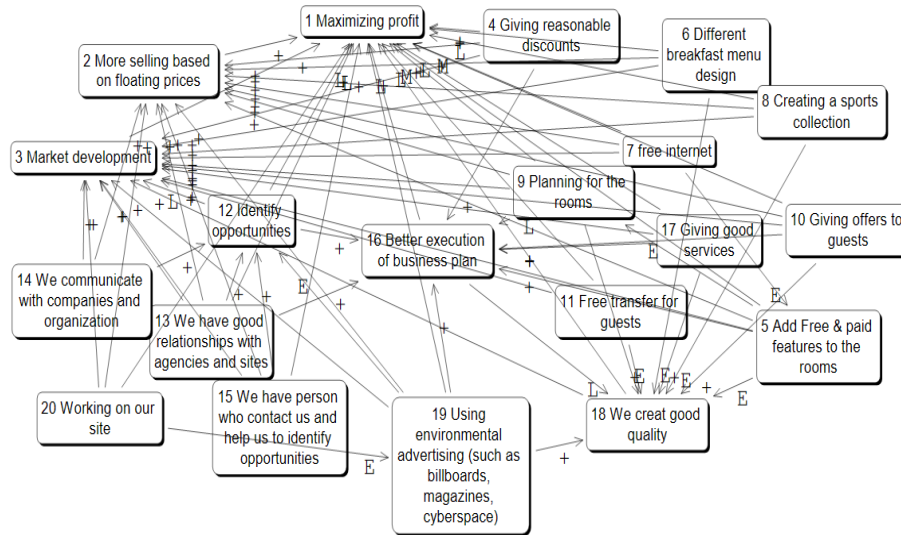 1 Maximizing profit
4 Giving reasonable
discounts
6 Different
breakfast menu
design
2 More selling based
on floating prices
8 Creating a sports
collection
3 Market development
7 free internet
9 Planning for the
rooms
12 Identify
opportunities
16 Better execution
of business plan
17 Giving good
services
10 Giving offers to
guests
14 We communicate
with companies and
organization
13 We have good
relationships with
agencies and sites
11 Free transfer for
guests
5 Add Free & paid
features to the
rooms
20 Working on our
site
15 We have person
who contact us and
help us to identify
opportunities
19 Using
environmental
advertising (such as
billboards,
magazines,
cyberspace)
18 We creat good
quality